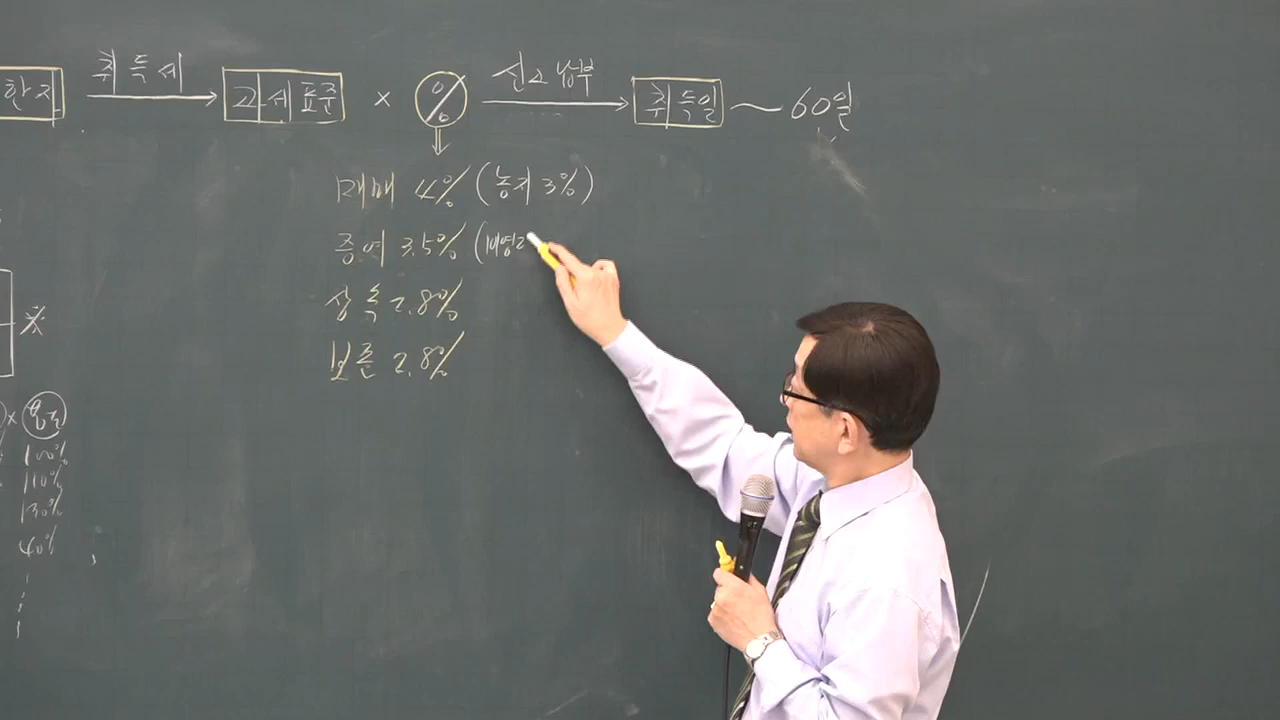 취득세 신고납부
과세표준 × % 취득일 ~ 60일
매매 4% (농지 3%)
증여 3.5% (비영리
상속 2.8%
보존 2.8%
※
×
100%
110%
130%
40%